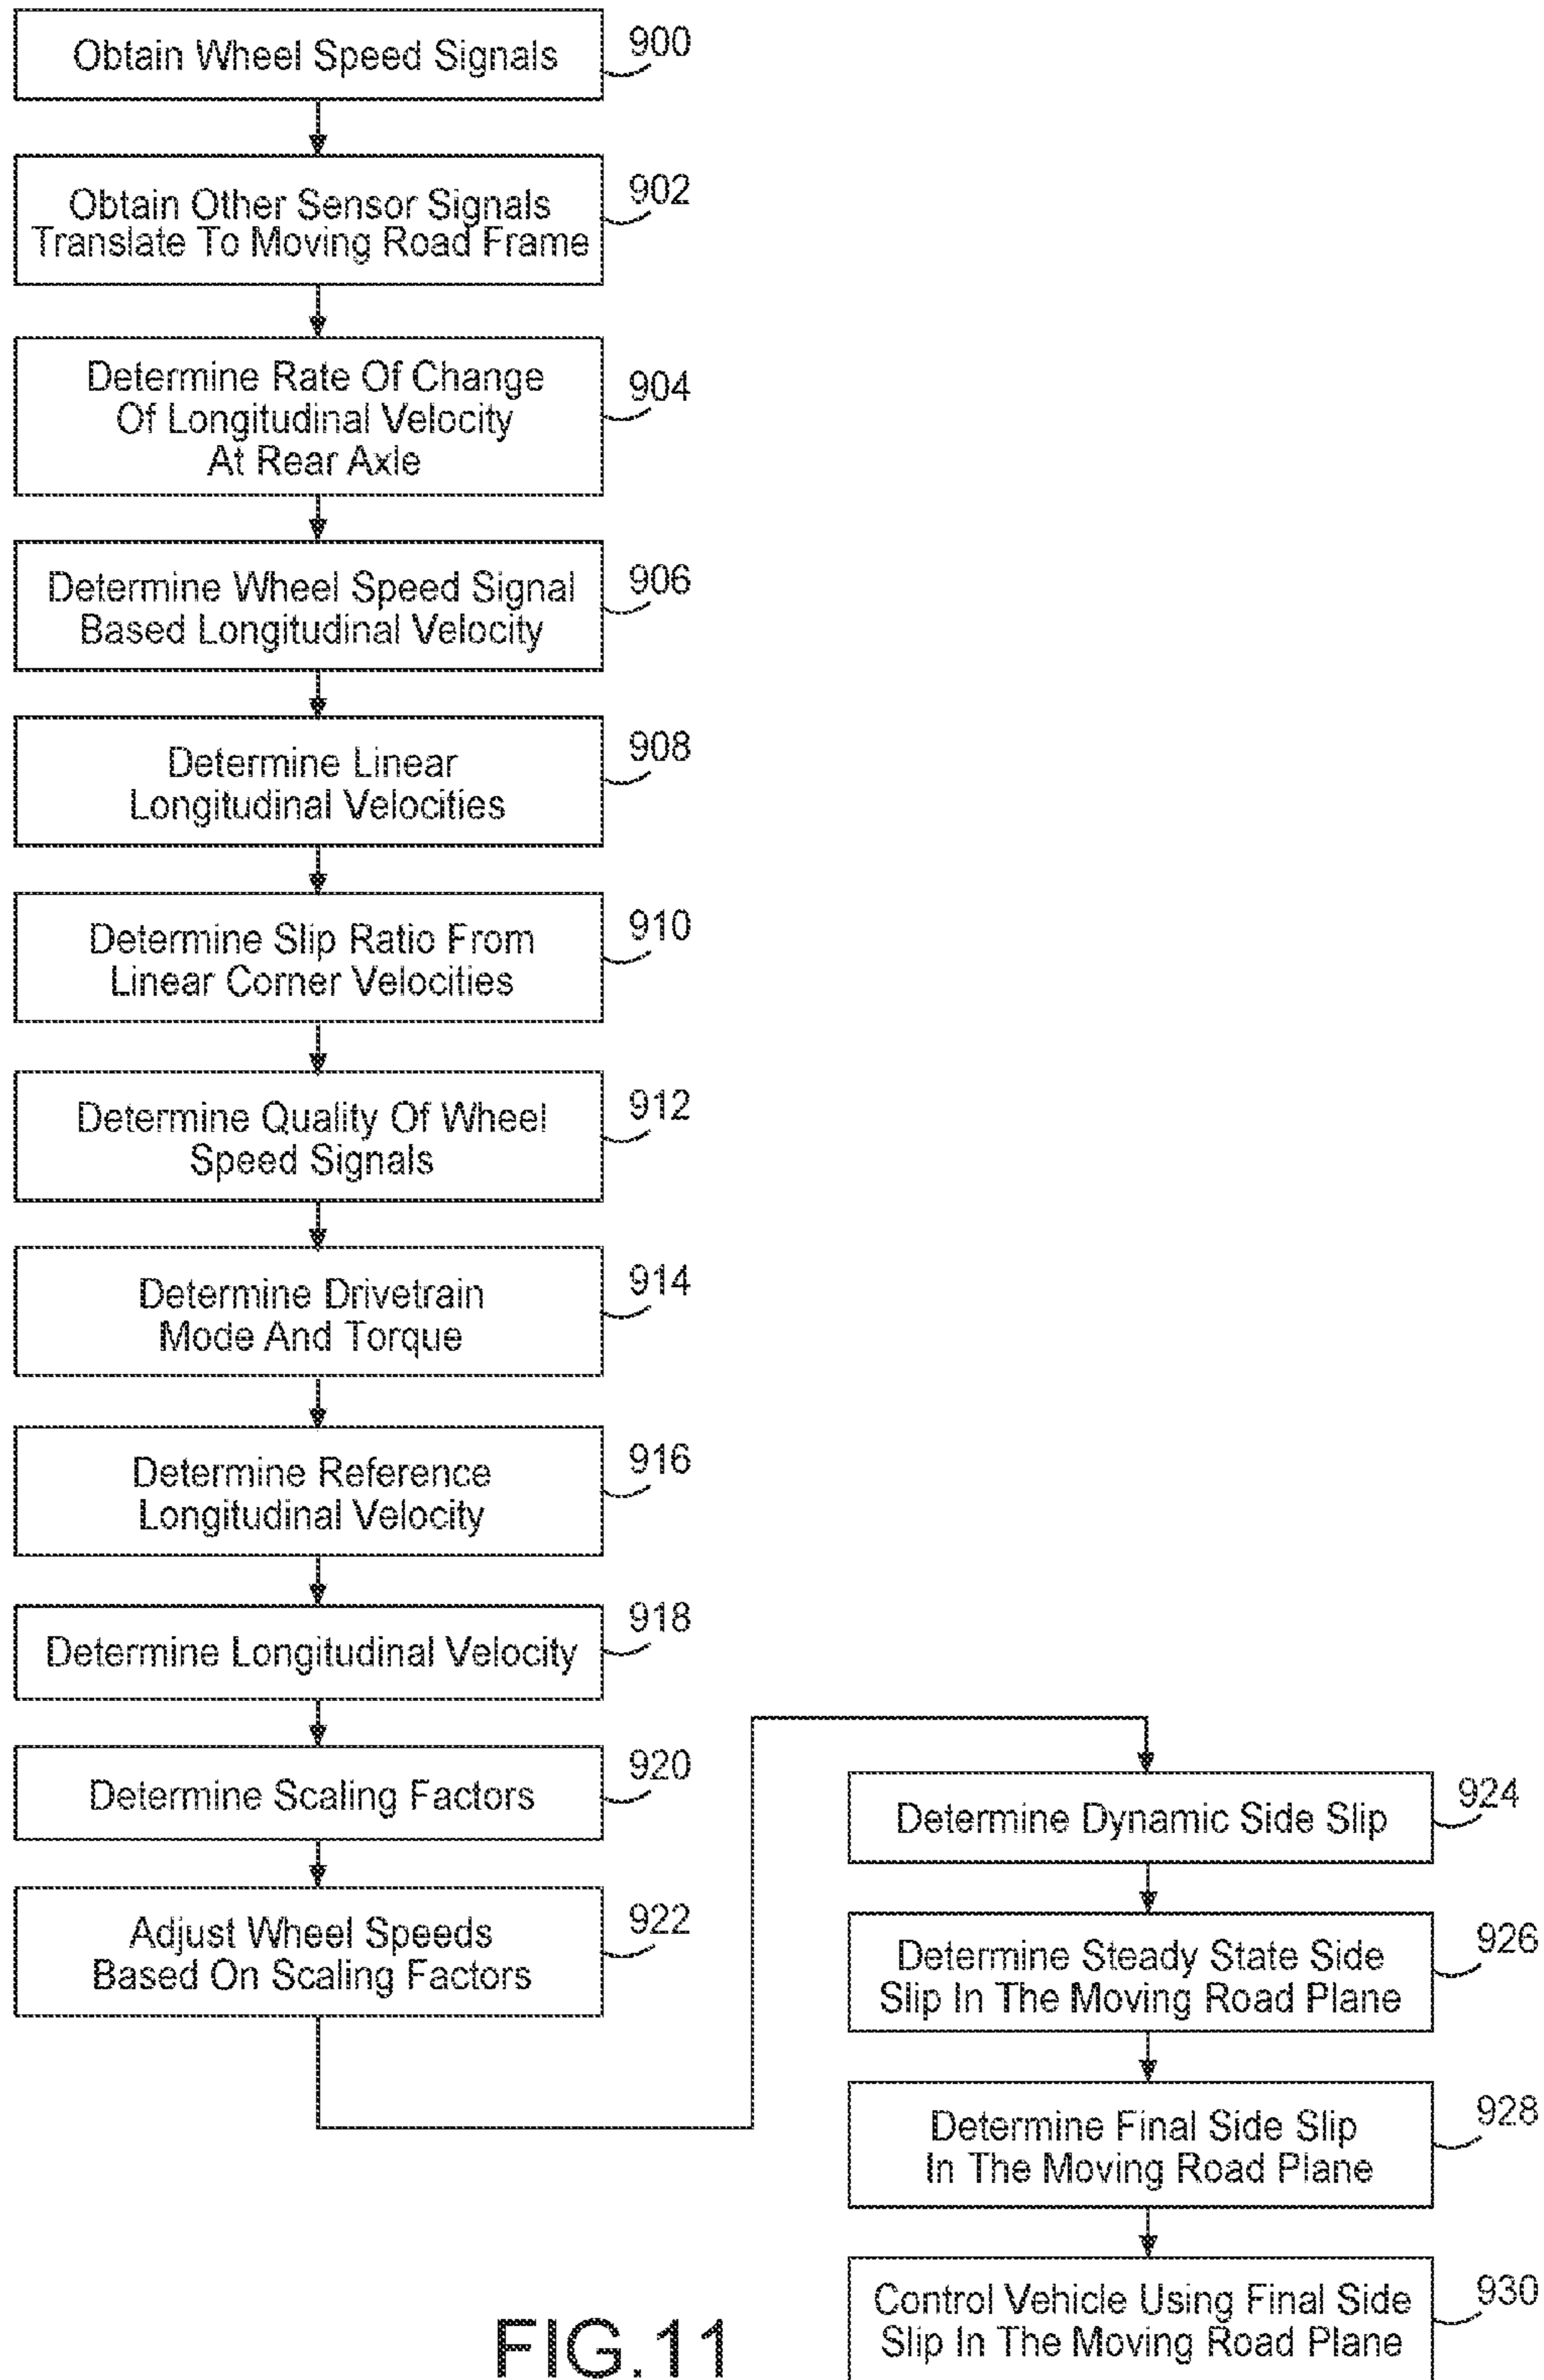 Obtain Wheel Speed Signals
900
Obtain Other Sensor Signals
Translate To Moving Road Frame
902
Determine Rate Of Change
Of Longitudinal Velocity
At Rear Axle
904
Determine Wheel Speed Signal
Based Longitudinal Velocity
906
Determine Linear
Longitudinal Velocities
908
Determine Slip Ratio From
Linear Corner Velocities
910
Determine Quality Of Wheel
Speed Signals
912
Determine Drivetrain
Mode And Torque
914
Determine Reference
Longitudinal Velocity
916
Determine Longitudinal Velocity
918
Determine Scaling Factors
920
Adjust Wheel Speeds
Based On Scaling Factors
922
Determine Dynamic Side Slip
924
Determine Steady State Side
Slip In The Moving Road Plane
926
Determine Final Side Slip
In The Moving Road Plane
928
Control Vehicle Using Final Side
Slip In The Moving Road Plane
930
FIG.11